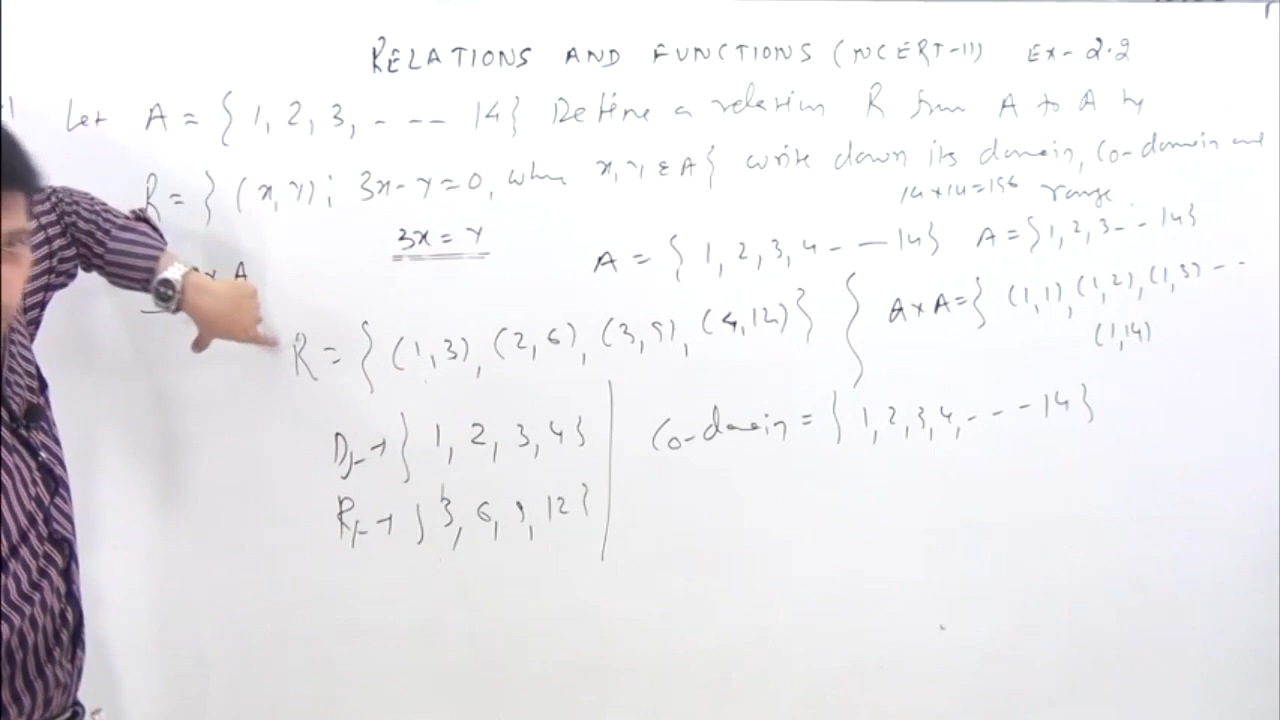 RELATIONS AND FUNCTIONS (NCERT-11) Ex-2.2
Let A = { 1, 2, 3, - -- 14} Define a relation R from A to A by
R = { (x, y) ; 3x - y = 0, where x, y ε A} write down its domain, co-domain and
range
14×14=196
3x = y
A = { 1, 2, 3, 4 - - 14} A = {1, 2, 3 - - 14}
× A
R = { (1,3), (2,6), (3,9), (4,12) } { A×A = { (1,1), (1,2), (1,3) - - -
(1,14)
Df → { 1, 2, 3, 4 } Co-domain = { 1, 2, 3, 4, - - - 14 }
Rf → { 3, 6, 9, 12 }